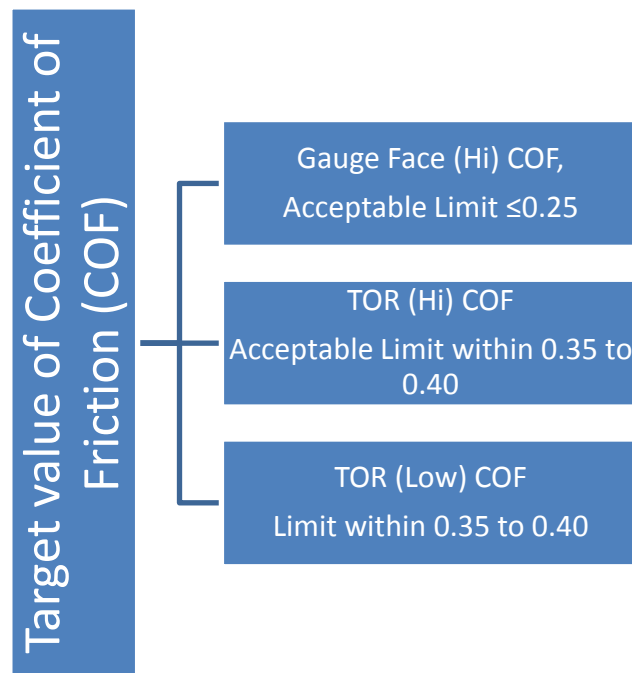 Target value of Coefficient of
Friction (COF)
Gauge Face (Hi) COF,
Acceptable Limit ≤0.25
TOR (Hi) COF
Acceptable Limit within 0.35 to
0.40
TOR (Low) COF
Limit within 0.35 to 0.40